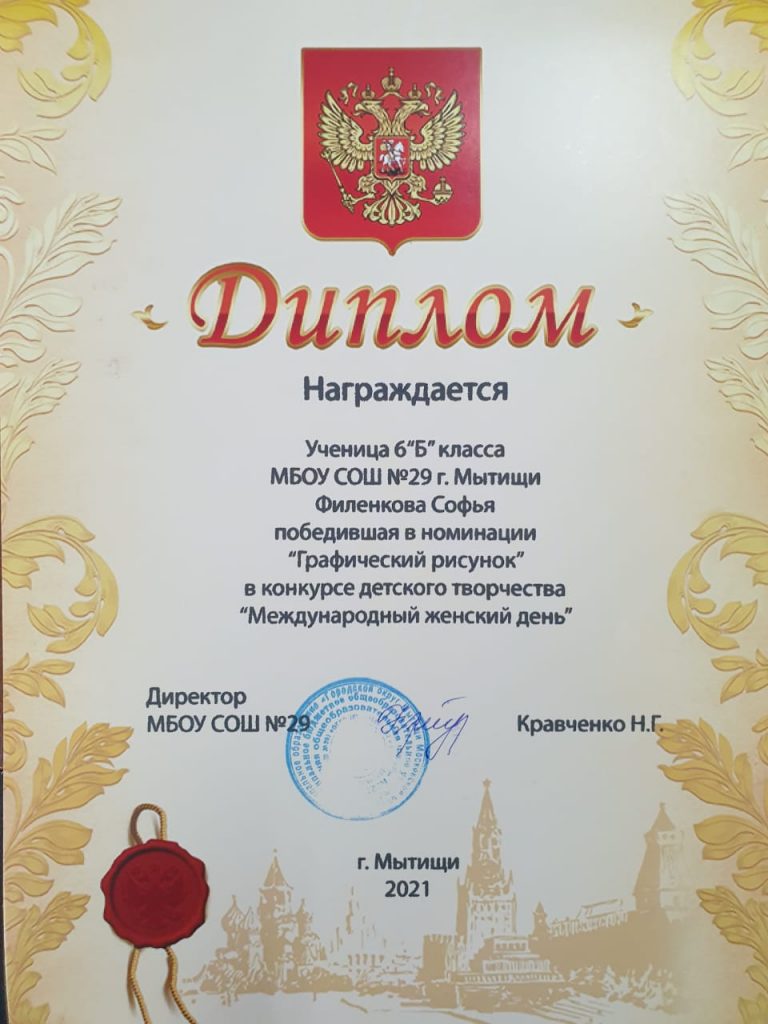 Диплом
Награждается
Ученица 6“Б” класса
МБОУ СОШ №29 г. Мытищи
Филенкова Софья
победившая в номинации
“Графический рисунок”
в конкурсе детского творчества
“Международный женский день”
Директор
МБОУ СОШ №29
Кравченко Н.Г.
г. Мытищи
2021